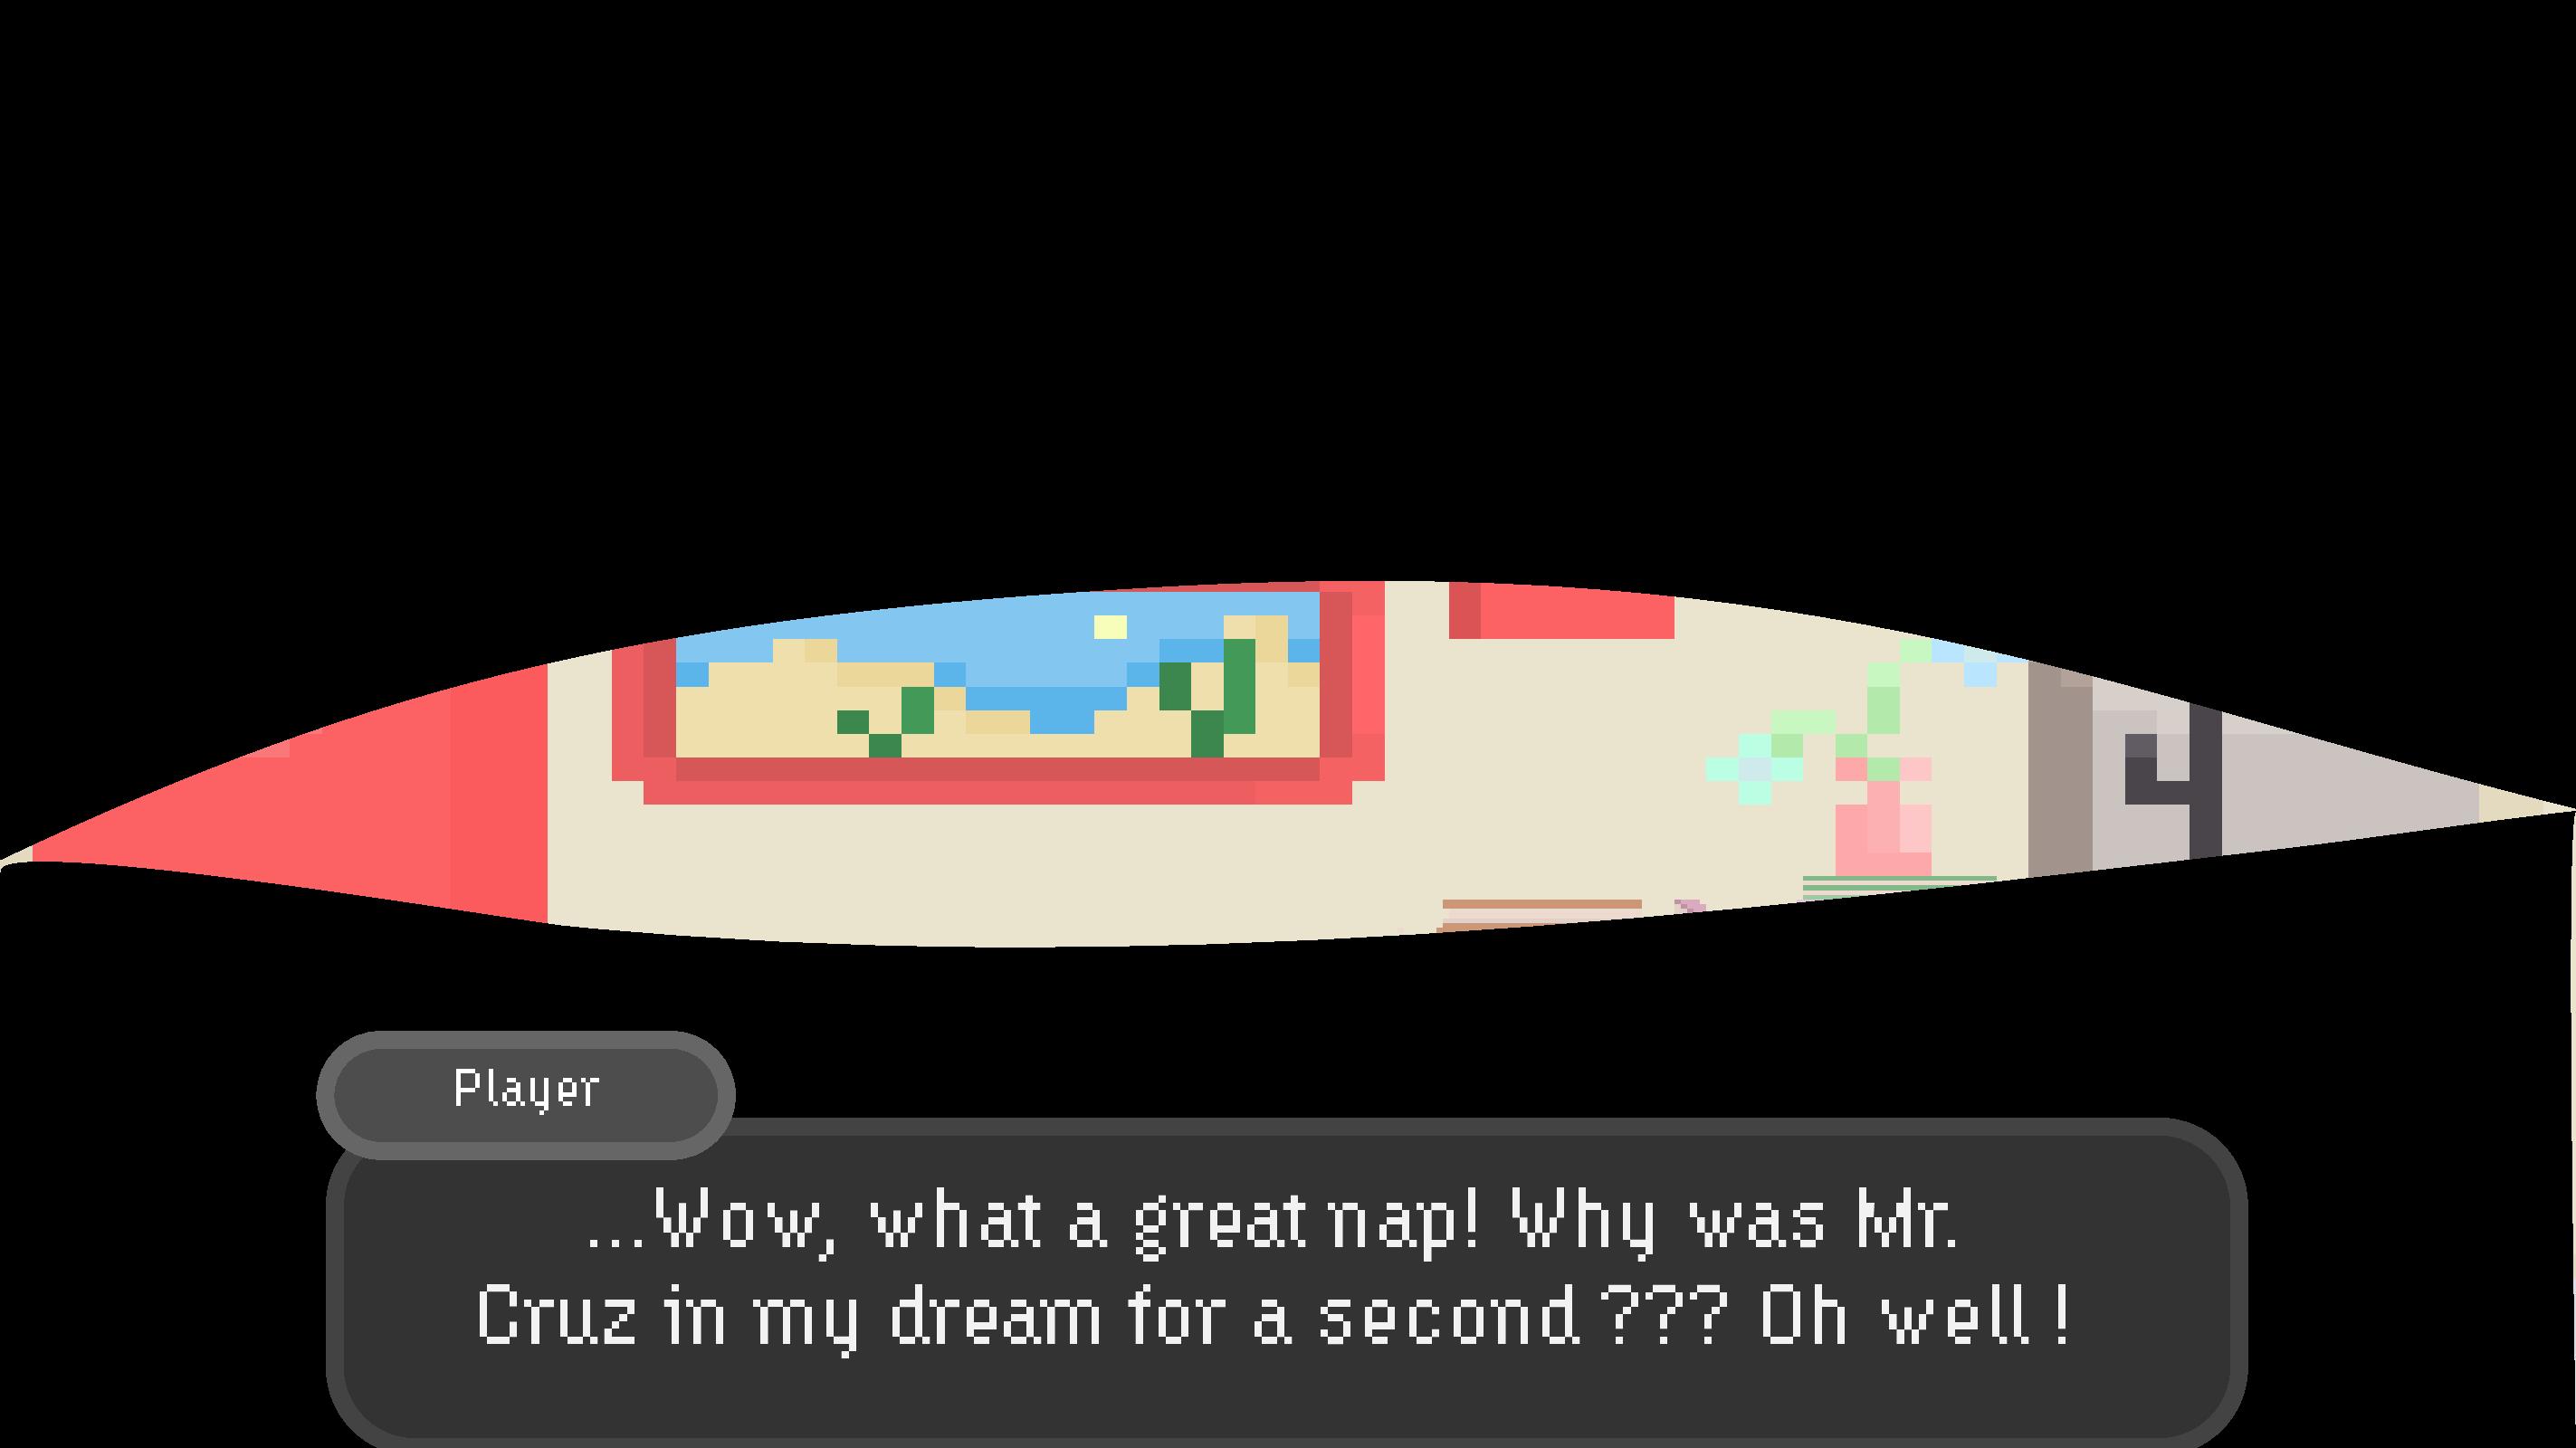 Player
...Wow, what a great nap! Why was Mr.
Cruz in my dream for a second ??? Oh well !